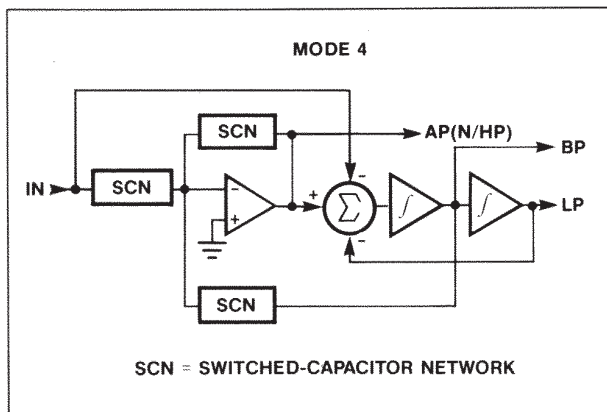 MODE 4
SCN
AP(N/HP)
BP
IN
SCN
-
+
+
-
Σ
-
∫
∫
LP
SCN
SCN = SWITCHED-CAPACITOR NETWORK